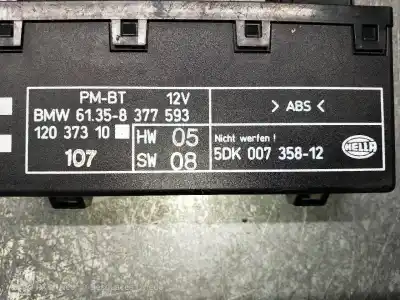 PM-BT 12V
BMW 61.35-8 377 593
120 373 10
107
HW 05
SW 08
> ABS <
Nicht werfen !
5DK 007 358-12
HELLA